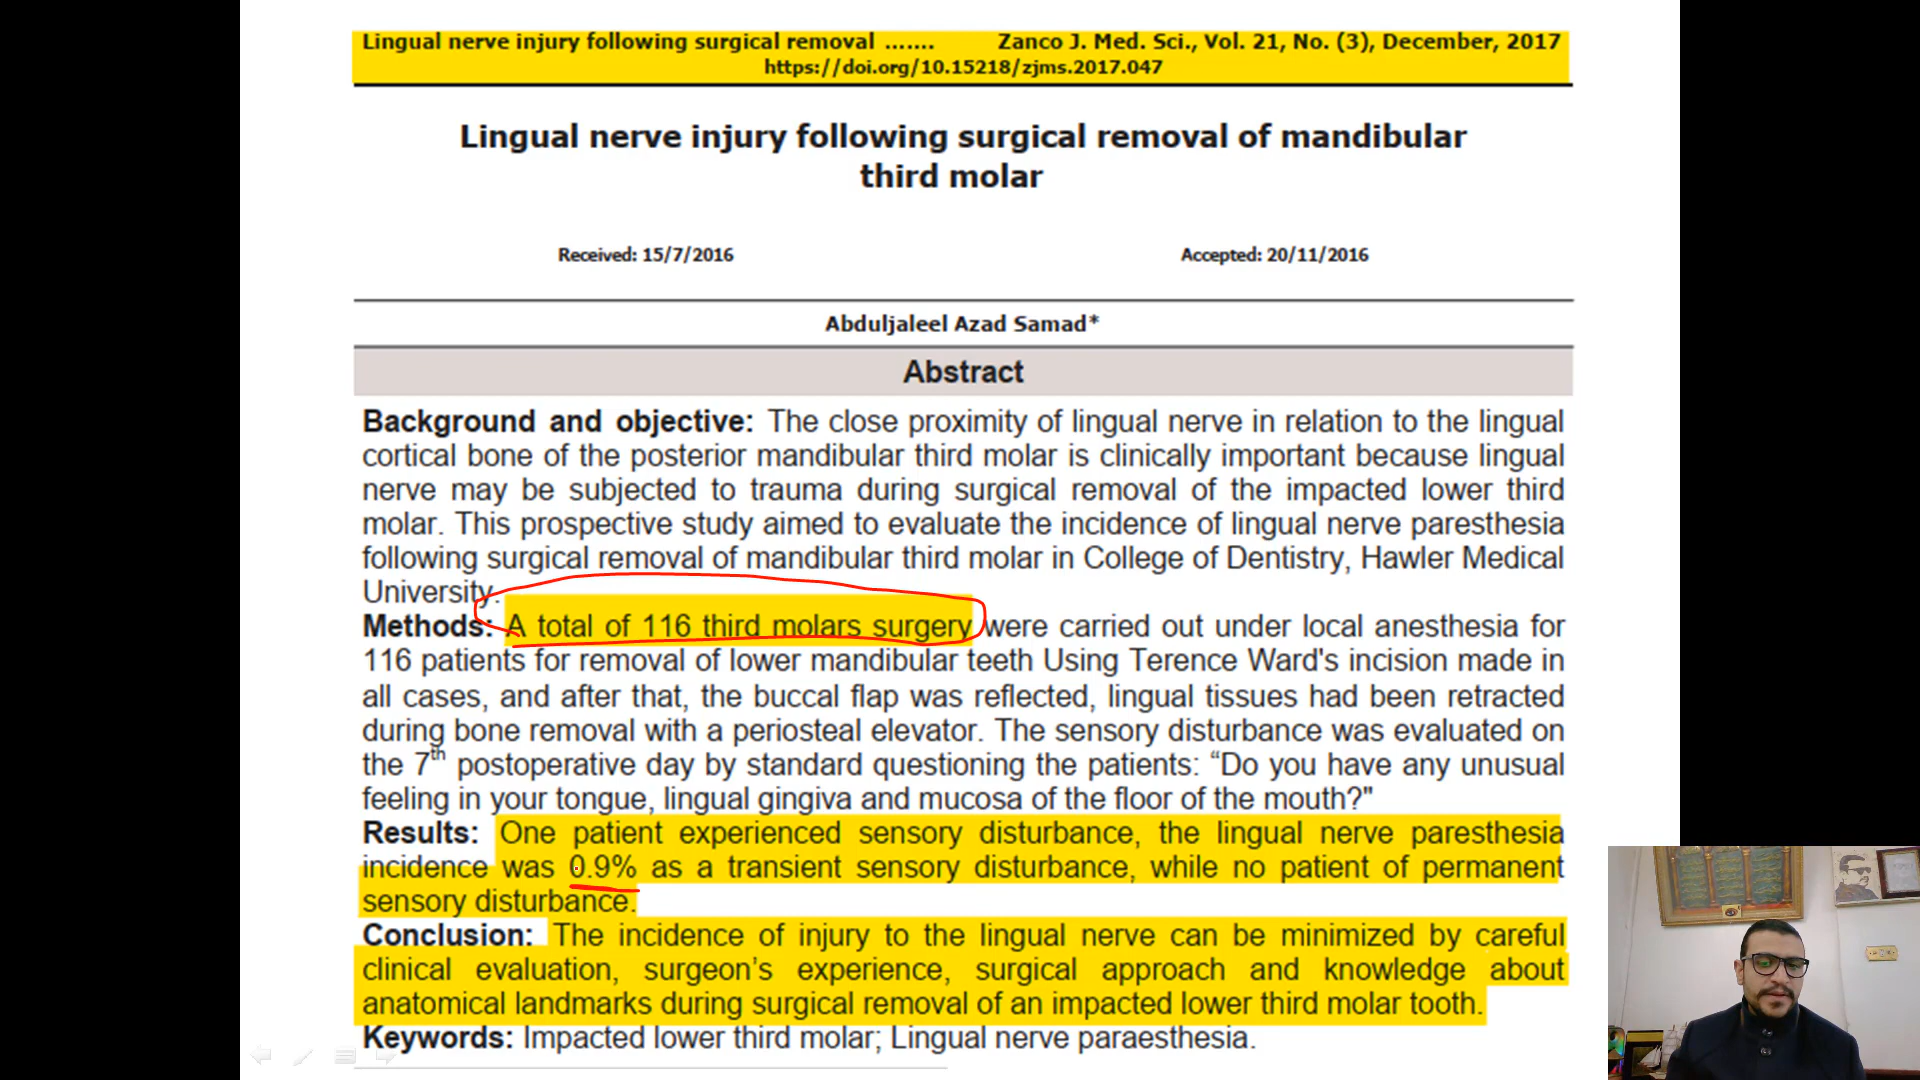 Lingual nerve injury following surgical removal ....... Zanco J. Med. Sci., Vol. 21, No. (3), December, 2017
https://doi.org/10.15218/zjms.2017.047
Lingual nerve injury following surgical removal of mandibular
third molar
Received: 15/7/2016 Accepted: 20/11/2016
Abduljaleel Azad Samad*
Abstract
Background and objective: The close proximity of lingual nerve in relation to the lingual
cortical bone of the posterior mandibular third molar is clinically important because lingual
nerve may be subjected to trauma during surgical removal of the impacted lower third
molar. This prospective study aimed to evaluate the incidence of lingual nerve paresthesia
following surgical removal of mandibular third molar in College of Dentistry, Hawler Medical
University.
Methods: A total of 116 third molars surgery were carried out under local anesthesia for
116 patients for removal of lower mandibular teeth Using Terence Ward's incision made in
all cases, and after that, the buccal flap was reflected, lingual tissues had been retracted
during bone removal with a periosteal elevator. The sensory disturbance was evaluated on
the 7th postoperative day by standard questioning the patients: “Do you have any unusual
feeling in your tongue, lingual gingiva and mucosa of the floor of the mouth?"
Results: One patient experienced sensory disturbance, the lingual nerve paresthesia
incidence was 0.9% as a transient sensory disturbance, while no patient of permanent
sensory disturbance.
Conclusion: The incidence of injury to the lingual nerve can be minimized by careful
clinical evaluation, surgeon’s experience, surgical approach and knowledge about
anatomical landmarks during surgical removal of an impacted lower third molar tooth.
Keywords: Impacted lower third molar; Lingual nerve paraesthesia.